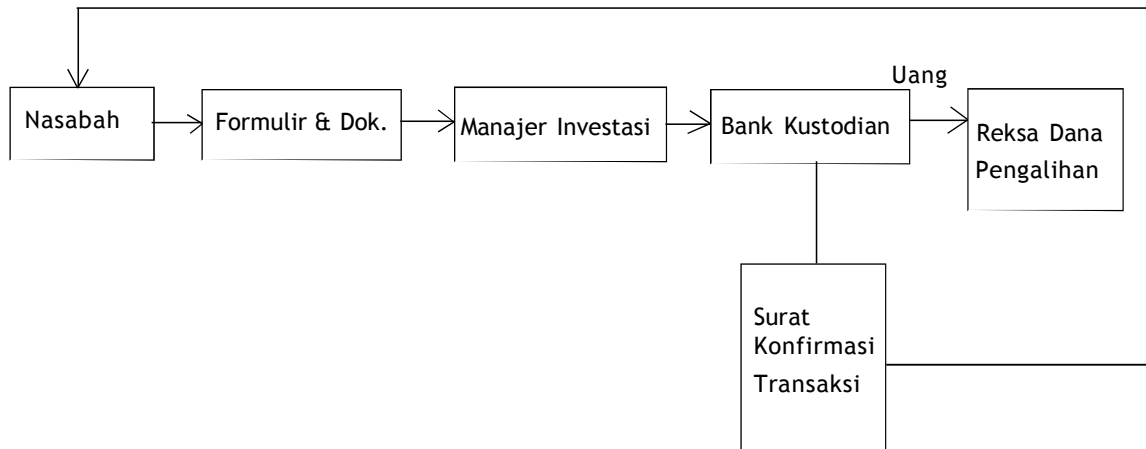 Uang
Nasabah
Formulir & Dok.
Manajer Investasi
Bank Kustodian
Reksa Dana
Pengalihan
Surat
Konfirmasi
Transaksi